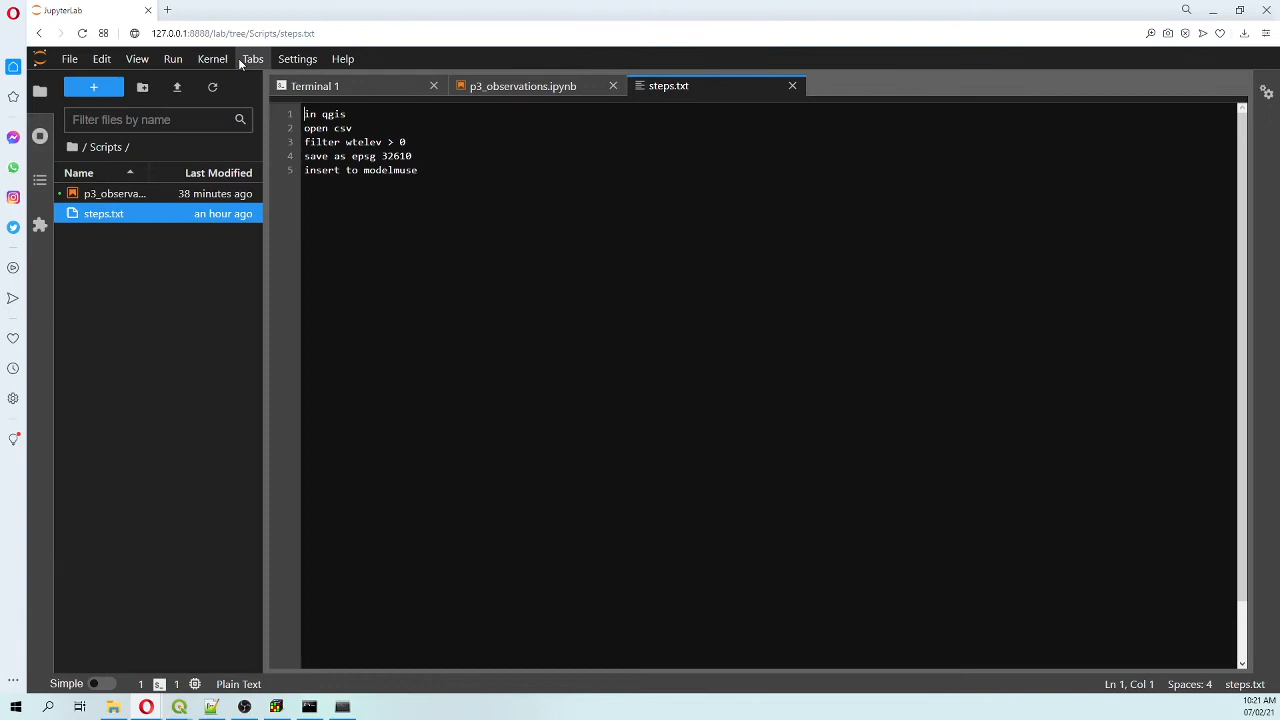 JupyterLab
127.0.0.1:8888/lab/tree/Scripts/steps.txt
File Edit View Run Kernel Tabs Settings Help
Terminal 1
p3_observations.ipynb
steps.txt
Filter files by name
/ Scripts /
Name Last Modified
p3_observa... 38 minutes ago
steps.txt an hour ago
1 in qgis
2 open csv
3 filter wtelev > 0
4 save as epsg 32610
5 insert to modelmuse
Simple 1 1 Plain Text Ln 1, Col 1 Spaces: 4 steps.txt
10:21 AM
07/02/21